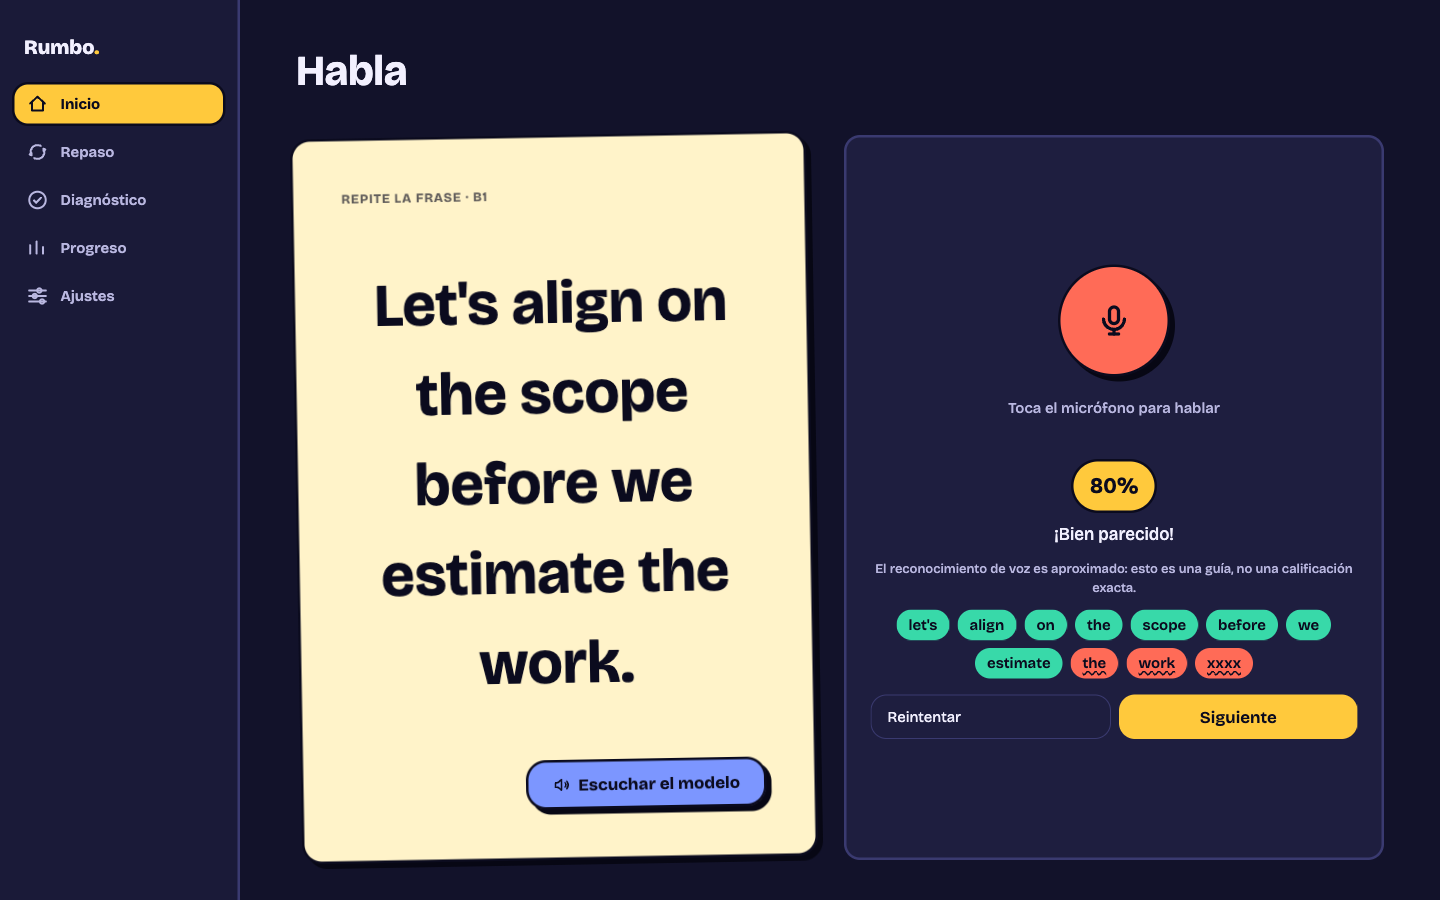 Rumbo.
Inicio
Repaso
Diagnóstico
Progreso
Ajustes
Habla
REPITE LA FRASE · B1
Let's align on
the scope
before we
estimate the
work.
Escuchar el modelo
Toca el micrófono para hablar
80%
¡Bien parecido!
El reconocimiento de voz es aproximado: esto es una guía, no una calificación
exacta.
let's align on the scope before we
estimate the work xxxx
Reintentar
Siguiente